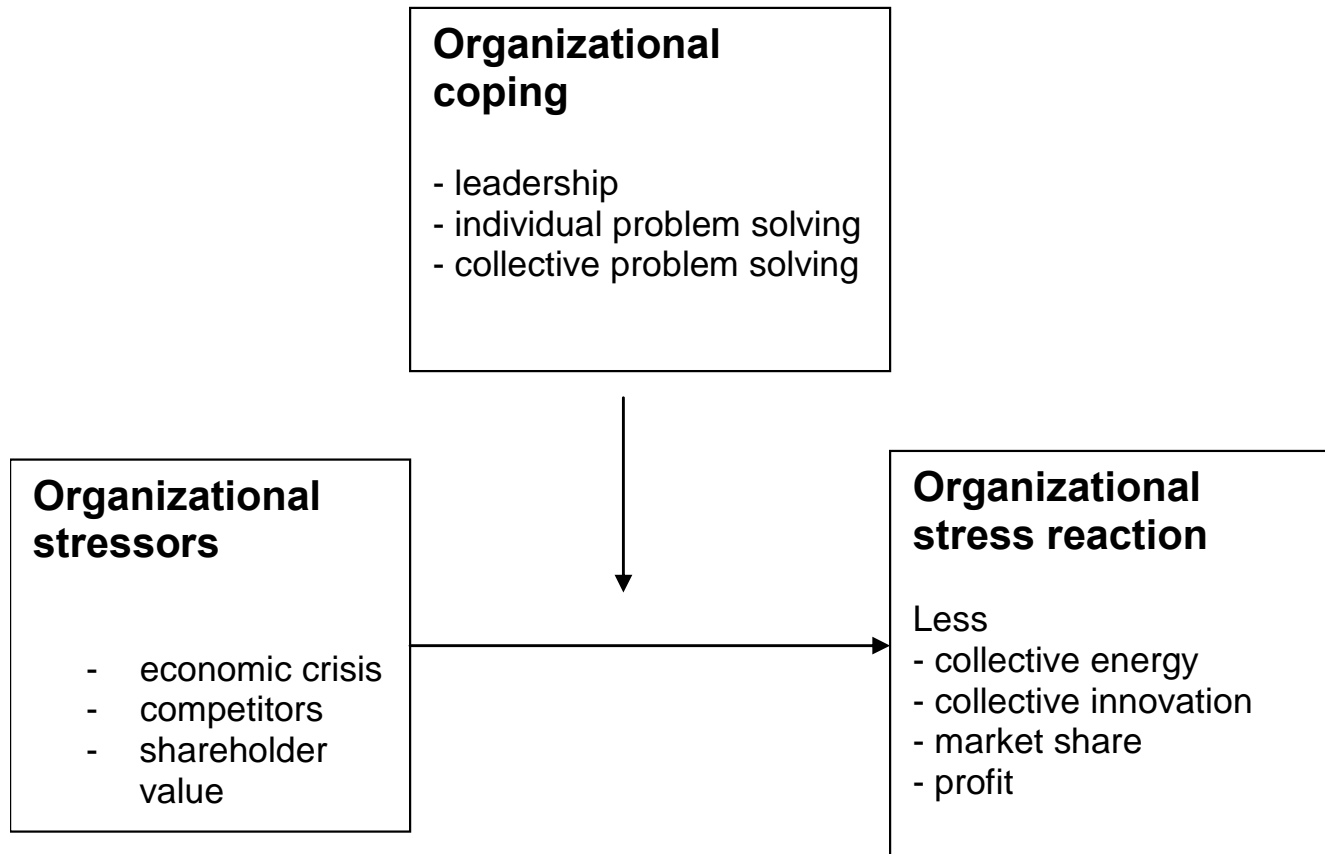 Organizational
coping
- leadership
- individual problem solving
- collective problem solving
Organizational
stressors
- economic crisis
- competitors
- shareholder
value
Organizational
stress reaction
Less
- collective energy
- collective innovation
- market share
- profit